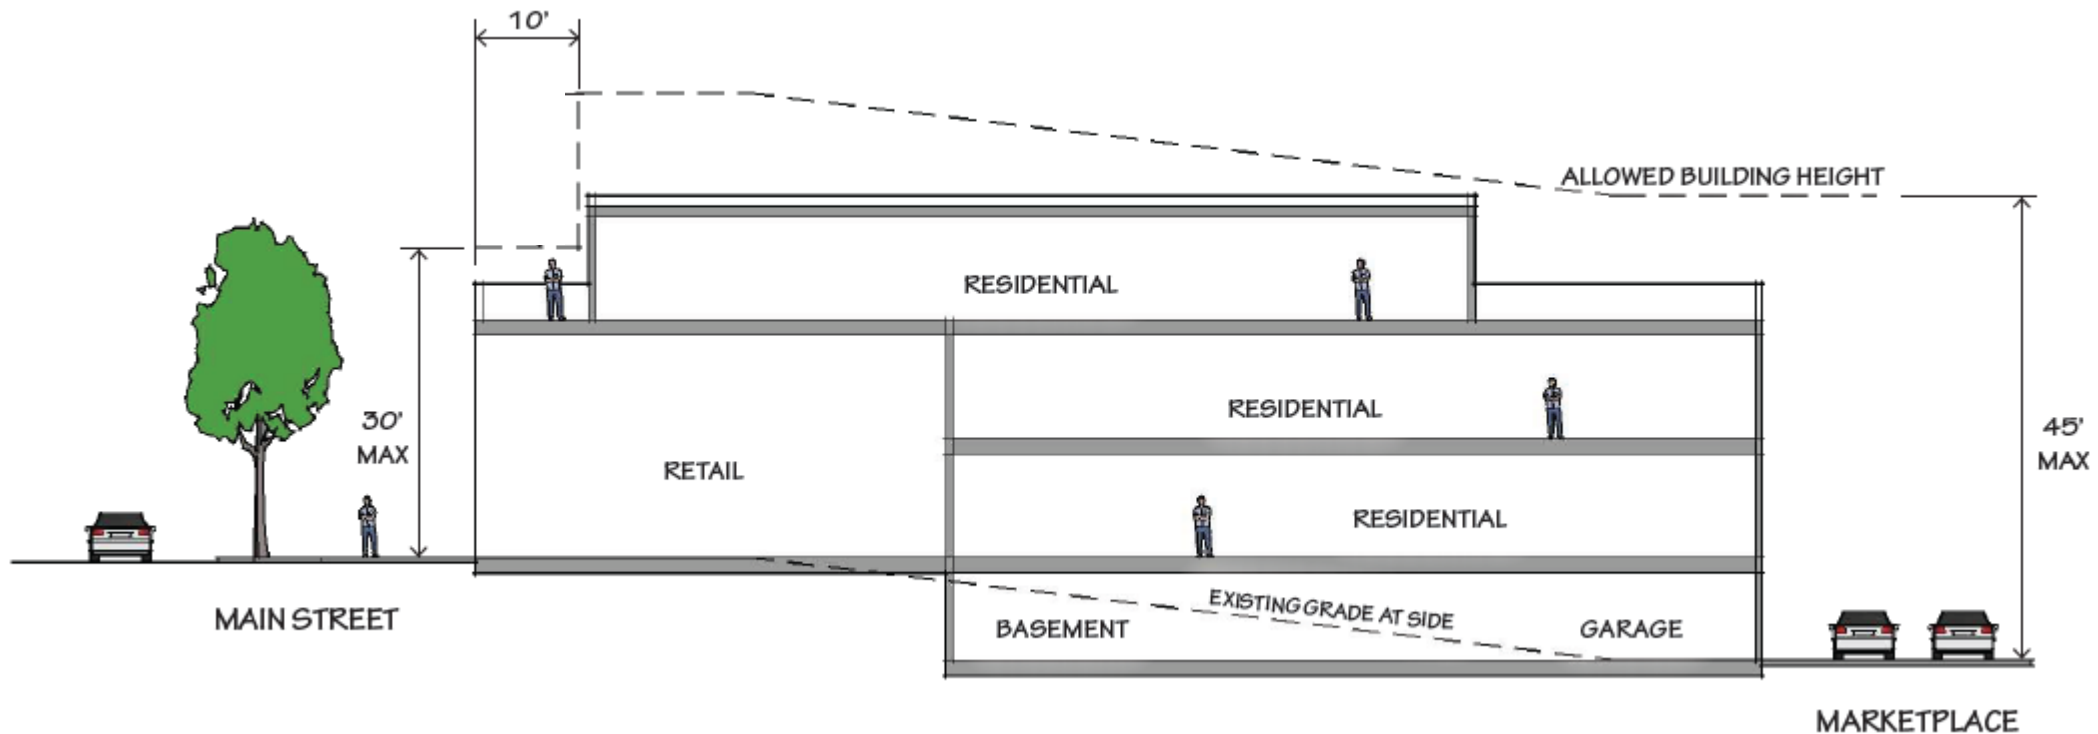 10'
ALLOWED BUILDING HEIGHT
RESIDENTIAL
30'
MAX
RESIDENTIAL
45'
MAX
RETAIL
RESIDENTIAL
MAIN STREET
EXISTING GRADE AT SIDE
BASEMENT
GARAGE
MARKETPLACE